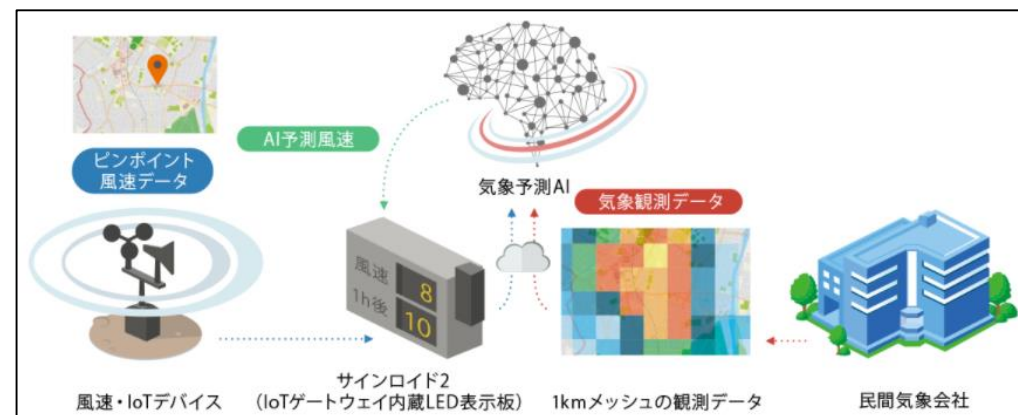 AI予測風速
ピンポイント
風速データ
気象予測AI
気象観測データ
風速
8
1h後
10
風速・IoTデバイス
サインロイド2
(IoTゲートウェイ内蔵LED表示板)
1kmメッシュの観測データ
民間気象会社